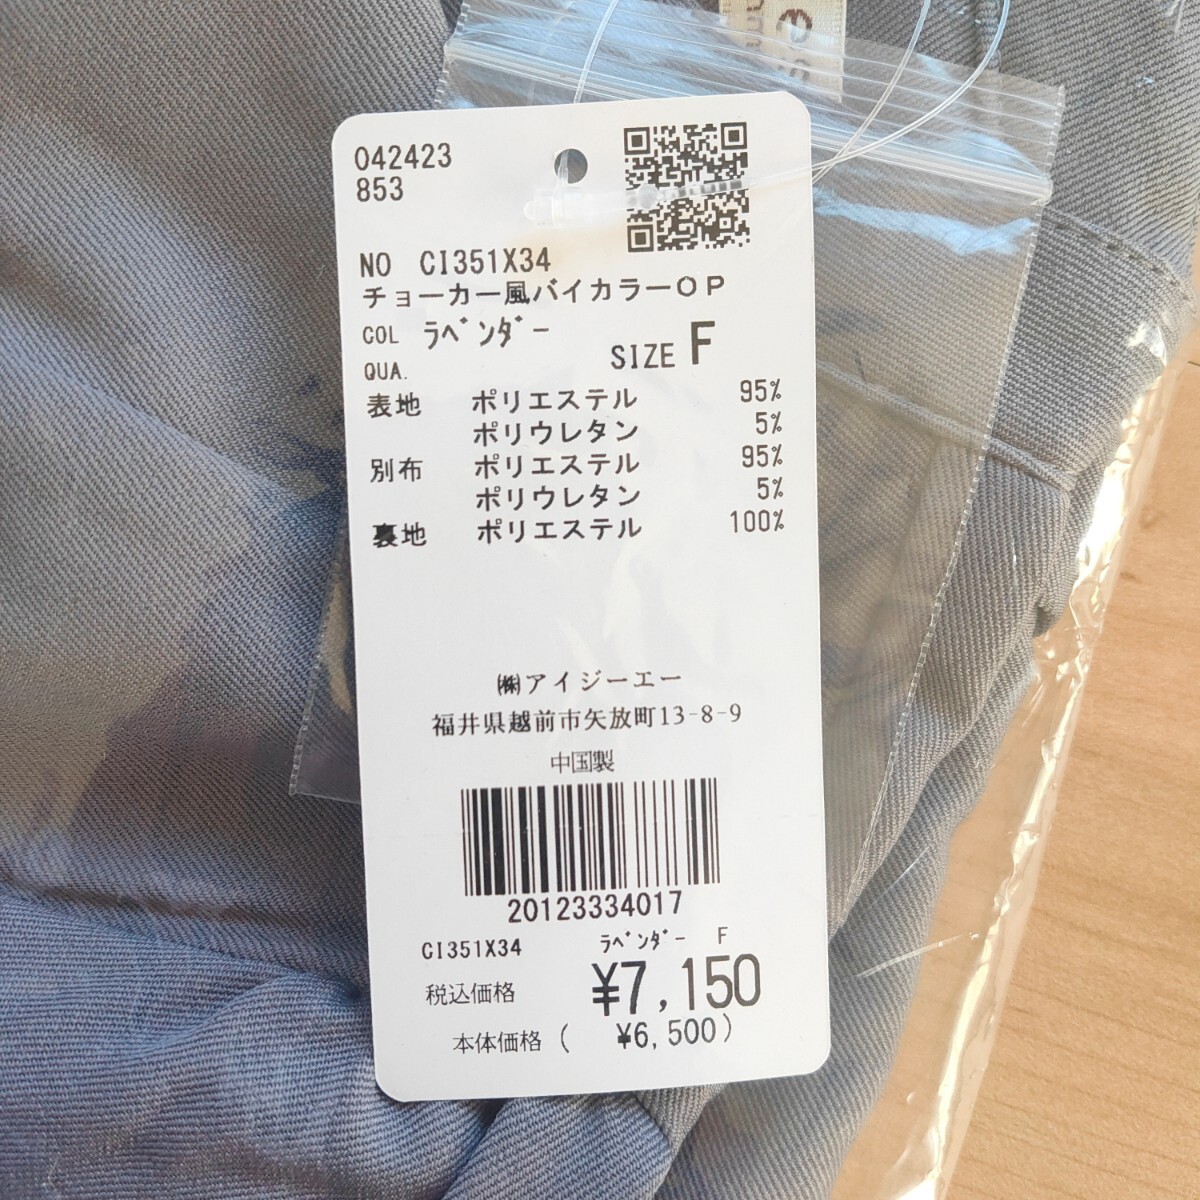 042423
853
NO CI351X34
チョーカー風バイカラーOP
COL ﾗﾍﾞﾝﾀﾞｰ
SIZE F
QUA.
表地 ポリエステル 95%
ポリウレタン 5%
別布 ポリエステル 95%
ポリウレタン 5%
裏地 ポリエステル 100%
㈱アイジーエー
福井県越前市矢放町13-8-9
中国製
20123334017
CI351X34 ﾗﾍﾞﾝﾀﾞｰ F
税込価格 ¥7,150
本体価格 ( ¥6,500)